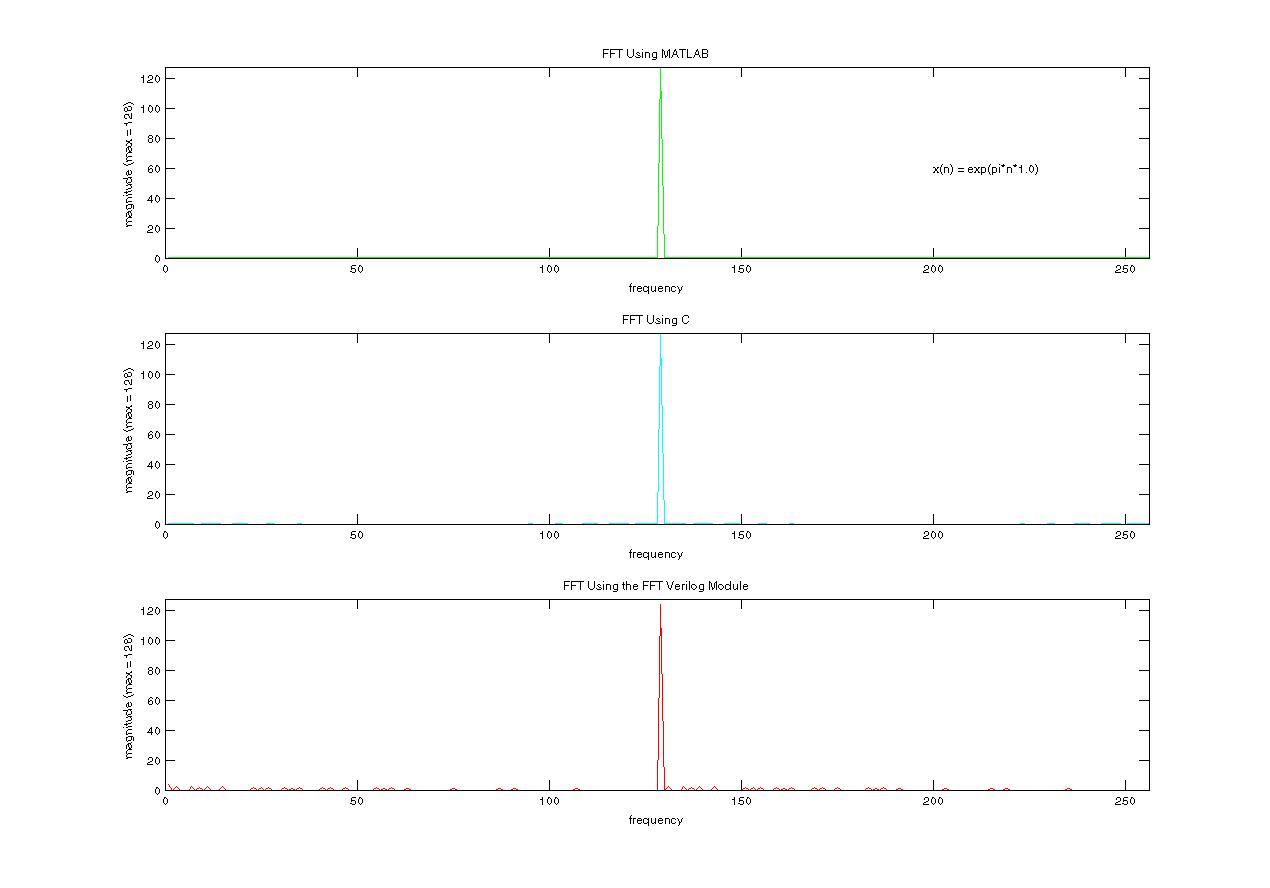 FFT Using MATLAB
magnitude (max = 128)
120
100
80
60
40
20
0
x(n) = exp(pi*n*1.0)
0 50 100 150 200 250
frequency
FFT Using C
magnitude (max = 128)
120
100
80
60
40
20
0
0 50 100 150 200 250
frequency
FFT Using the FFT Verilog Module
magnitude (max = 128)
120
100
80
60
40
20
0
0 50 100 150 200 250
frequency